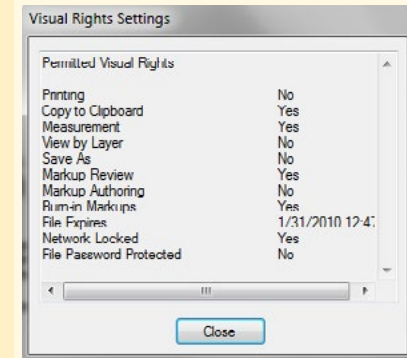 Visual Rights Settings
Permitted Visual Rights
Printing No
Copy to Clipboard Yes
Measurement Yes
View by Layer No
Save As No
Markup Review Yes
Markup Authoring No
Burn-in Markups Yes
File Expires 1/31/2010 12:47
Network Locked Yes
File Password Protected No
Close